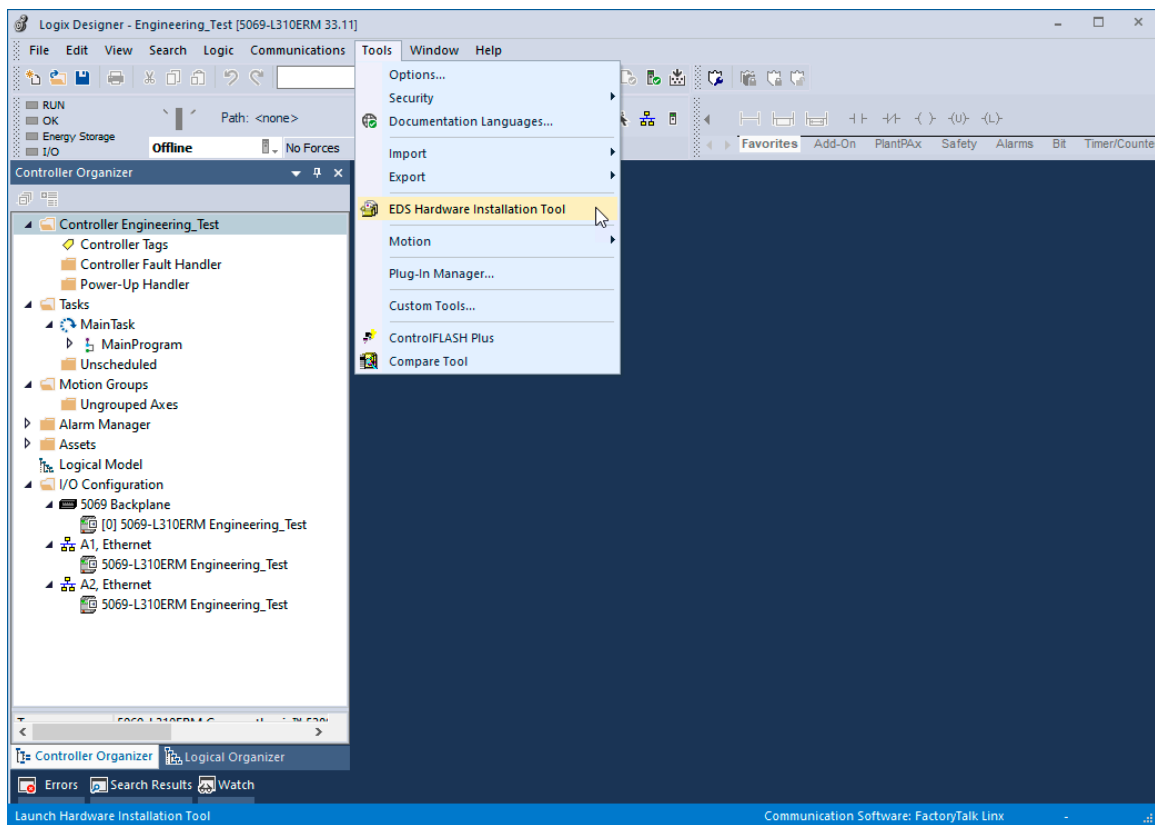 Logix Designer - Engineering_Test [5069-L310ERM 33.11]
File Edit View Search Logic Communications Tools Window Help
RUN
OK
Energy Storage
I/O
Path: <none>
Offline
No Forces
Favorites Add-On PlantPAx Safety Alarms Bit Timer/Counte
Options...
Security
Documentation Languages...
Import
Export
EDS Hardware Installation Tool
Motion
Plug-In Manager...
Custom Tools...
ControlFLASH Plus
Compare Tool
Controller Organizer
Controller Engineering_Test
Controller Tags
Controller Fault Handler
Power-Up Handler
Tasks
MainTask
MainProgram
Unscheduled
Motion Groups
Ungrouped Axes
Alarm Manager
Assets
Logical Model
I/O Configuration
5069 Backplane
[0] 5069-L310ERM Engineering_Test
A1, Ethernet
5069-L310ERM Engineering_Test
A2, Ethernet
5069-L310ERM Engineering_Test
Controller Organizer Logical Organizer
Errors Search Results Watch
Launch Hardware Installation Tool
Communication Software: FactoryTalk Linx -